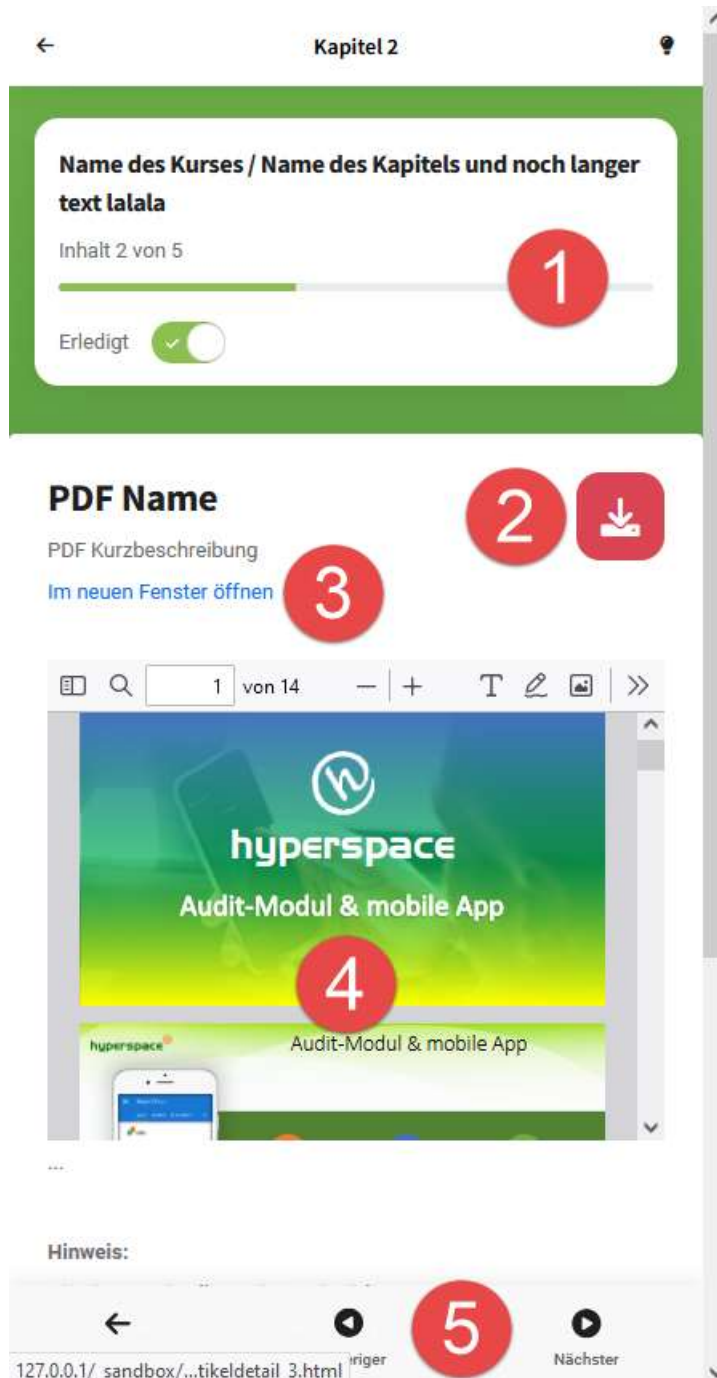 Kapitel 2
Name des Kurses / Name des Kapitels und noch langer
text lalala
Inhalt 2 von 5
1
Erledigt
PDF Name
2
PDF Kurzbeschreibung
Im neuen Fenster öffnen
3
1 von 14
hyperspace
Audit-Modul & mobile App
4
hyperspace
Audit-Modul & mobile App
...
Hinweis:
5
riger
Nächster
127.0.0.1/_sandbox/...tikeldetail_3.html